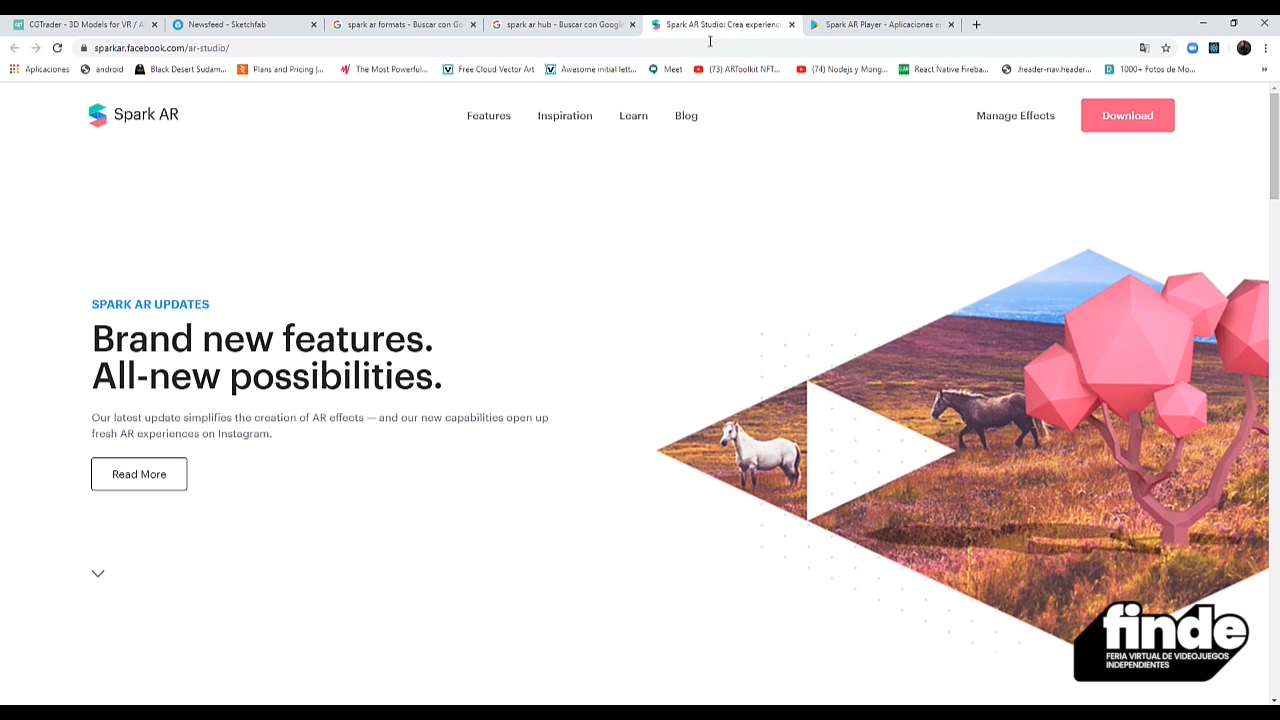 CGTrader - 3D Models for VR / A
Newsfeed - Sketchfab
spark ar formats - Buscar con Go
spark ar hub - Buscar con Google
Spark AR Studio: Crea experienci
Spark AR Player - Aplicaciones e
sparkar.facebook.com/ar-studio/
Aplicaciones
android
Black Desert Sudam...
Plans and Pricing |...
The Most Powerful...
Free Cloud Vector Art
Awesome initial lett...
Meet
(73) ARToolkit NFT...
(74) Nodejs y Mong...
React Native Fireba...
.header-nav.header...
1000+ Fotos de Mo...
»
Spark AR
Features
Inspiration
Learn
Blog
Manage Effects
Download
SPARK AR UPDATES
Brand new features.
All-new possibilities.
Our latest update simplifies the creation of AR effects — and our new capabilities open up
fresh AR experiences on Instagram.
Read More
finde
FERIA VIRTUAL DE VIDEOJUEGOS
INDEPENDIENTES